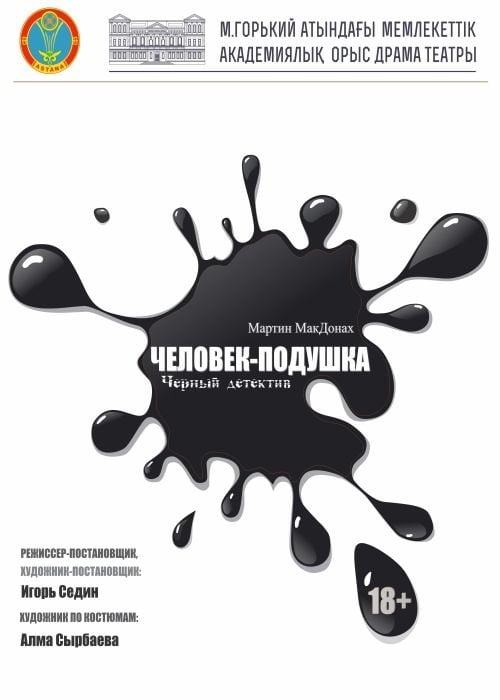 ASTANA
М.ГОРЬКИЙ АТЫНДАҒЫ МЕМЛЕКЕТТІК
АКАДЕМИЯЛЫҚ ОРЫС ДРАМА ТЕАТРЫ
Мартин МакДонах
ЧЕЛОВЕК-ПОДУШКА
Черный детектив
РЕЖИССЕР-ПОСТАНОВЩИК,
ХУДОЖНИК-ПОСТАНОВЩИК:
Игорь Седин
ХУДОЖНИК ПО КОСТЮМАМ:
Алма Сырбаева
18+